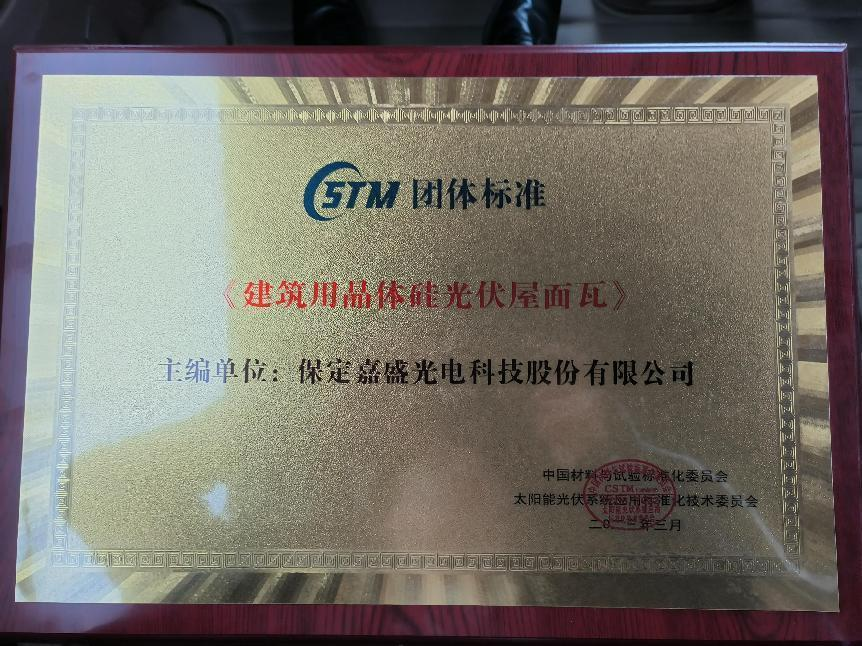 CSTM 团体标准
《建筑用晶体硅光伏屋面瓦》
主编单位：保定嘉盛光电科技股份有限公司
中国材料与试验标准化委员会
太阳能光伏系统应用标准化技术委员会
年三月
CSTM